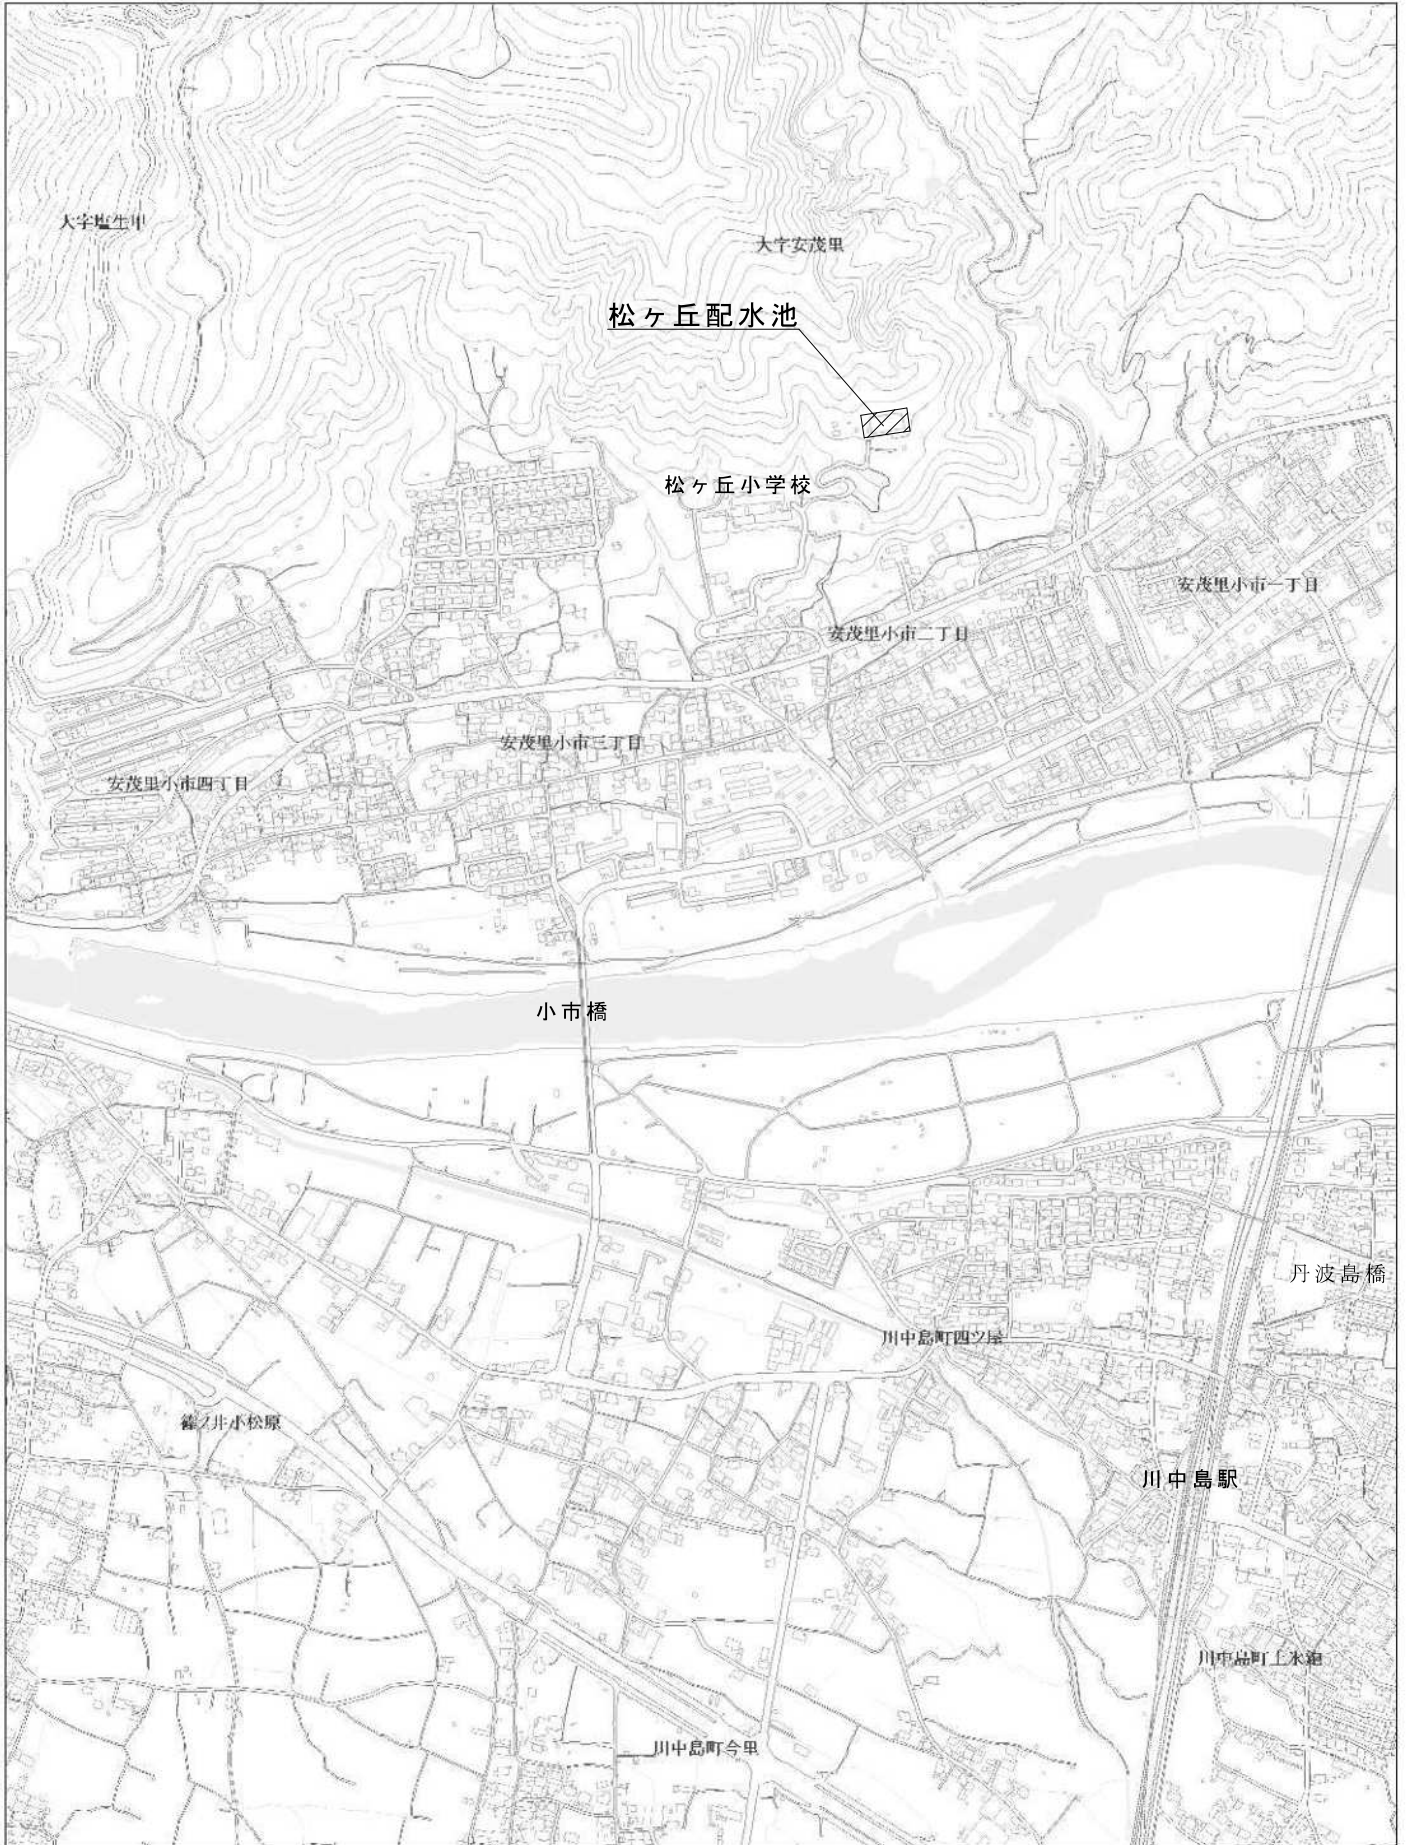 大字塩生甲
大字安茂里
松ヶ丘配水池
松ヶ丘小学校
安茂里小市一丁目
安茂里小市二丁目
安茂里小市三丁目
安茂里小市四丁目
小市橋
丹波島橋
川中島町四ツ屋
篠ノ井小松原
川中島駅
川中島町上氷鉋
川中島町今里